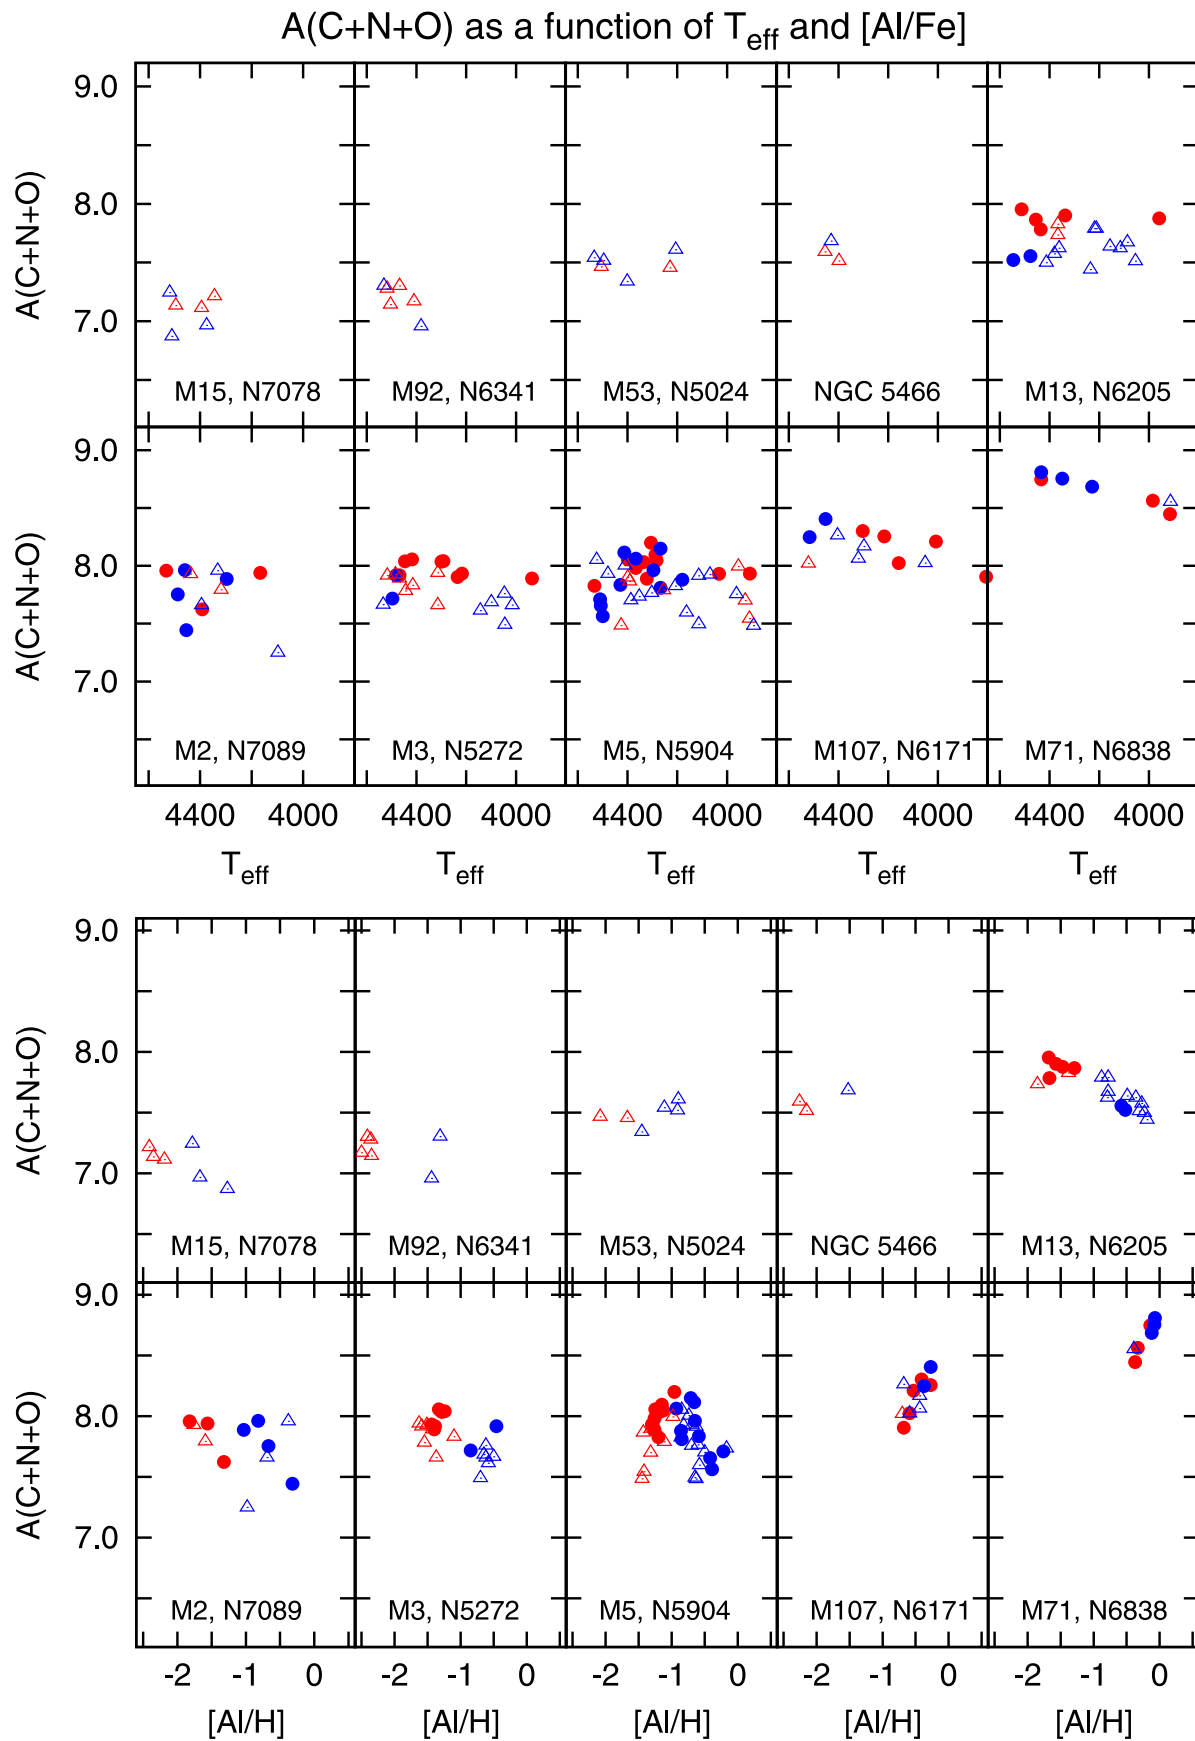 A(C+N+O) as a function of Teff and [Al/Fe]
9.0
8.0
7.0
A(C+N+O)
M15, N7078
M92, N6341
M53, N5024
NGC 5466
M13, N6205
9.0
8.0
7.0
A(C+N+O)
M2, N7089
M3, N5272
M5, N5904
M107, N6171
M71, N6838
4400 4000 4400 4000 4400 4000 4400 4000 4400 4000
Teff Teff Teff Teff Teff
9.0
8.0
7.0
A(C+N+O)
M15, N7078
M92, N6341
M53, N5024
NGC 5466
M13, N6205
9.0
8.0
7.0
A(C+N+O)
M2, N7089
M3, N5272
M5, N5904
M107, N6171
M71, N6838
-2 -1 0 -2 -1 0 -2 -1 0 -2 -1 0 -2 -1 0
[Al/H] [Al/H] [Al/H] [Al/H] [Al/H]